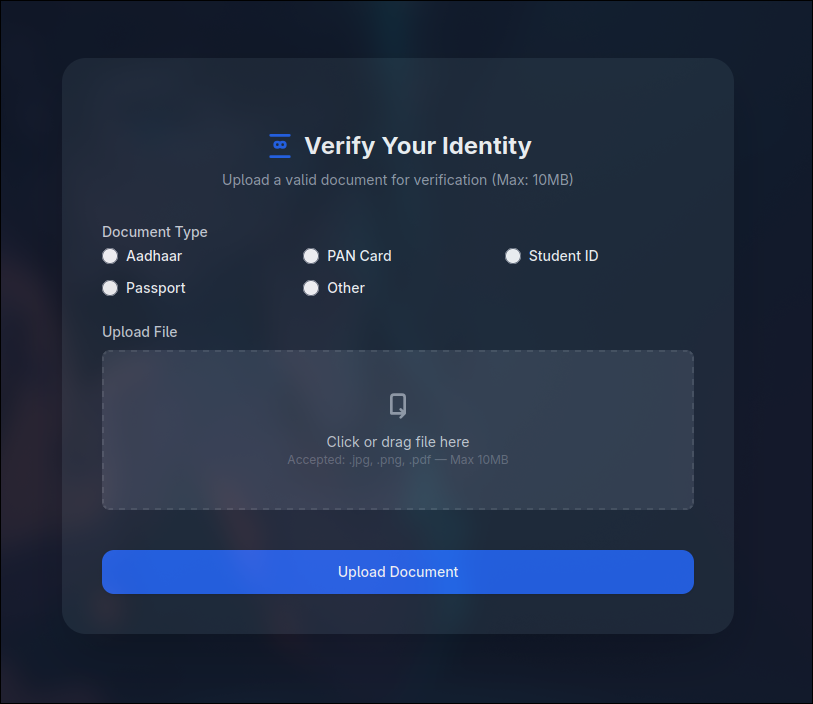 Verify Your Identity
Upload a valid document for verification (Max: 10MB)
Document Type
Aadhaar
PAN Card
Student ID
Passport
Other
Upload File
Click or drag file here
Accepted: .jpg, .png, .pdf — Max 10MB
Upload Document